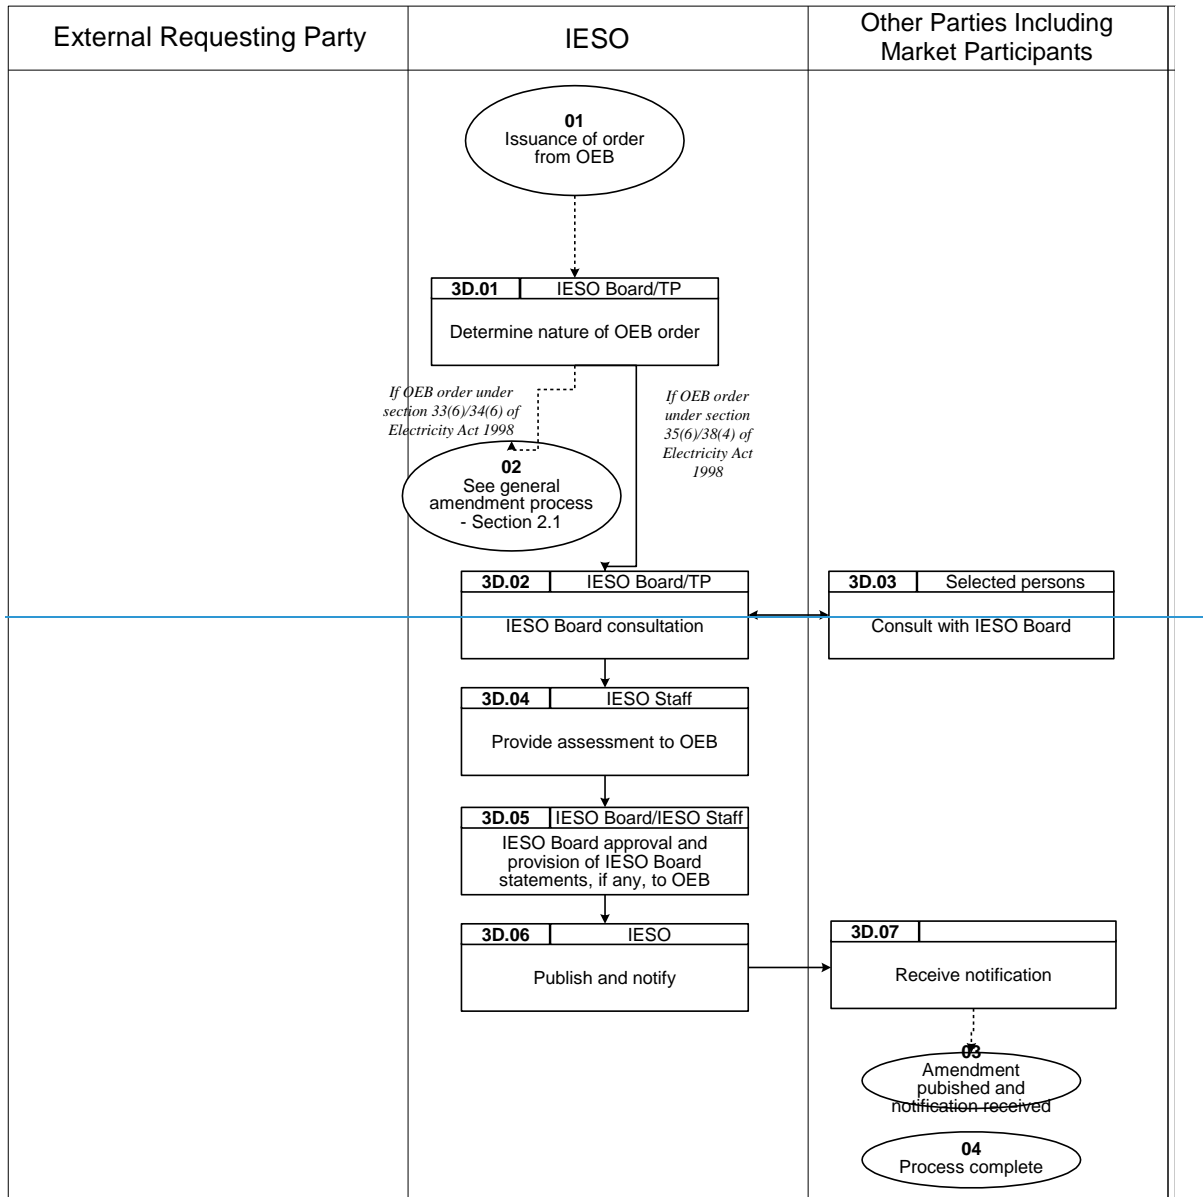 External Requesting Party
IESO
Other Parties Including
Market Participants
01
Issuance of order
from OEB
3D.01
IESO Board/TP
Determine nature of OEB order
If OEB order under
section 33(6)/34(6) of
Electricity Act 1998
If OEB order
under section
35(6)/38(4) of
Electricity Act
1998
02
See general
amendment process
- Section 2.1
3D.02
IESO Board/TP
IESO Board consultation
3D.03
Selected persons
Consult with IESO Board
3D.04
IESO Staff
Provide assessment to OEB
3D.05
IESO Board/IESO Staff
IESO Board approval and
provision of IESO Board
statements, if any, to OEB
3D.06
IESO
Publish and notify
3D.07
Receive notification
03
Amendment
pubished and
notification received
04
Process complete